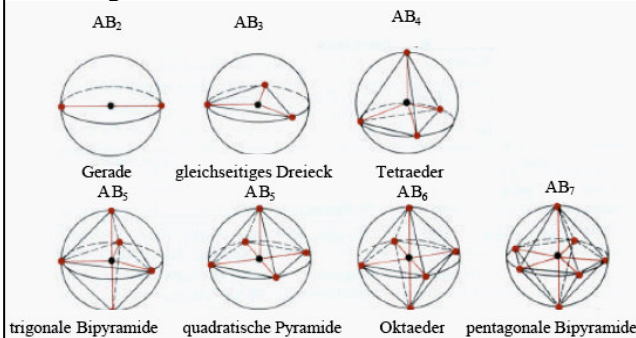 AB₂ AB₃ AB₄
Gerade gleichseitiges Dreieck Tetraeder
AB₅ AB₅ AB₆ AB₇
trigonale Bipyramide quadratische Pyramide Oktaeder pentagonale Bipyramide